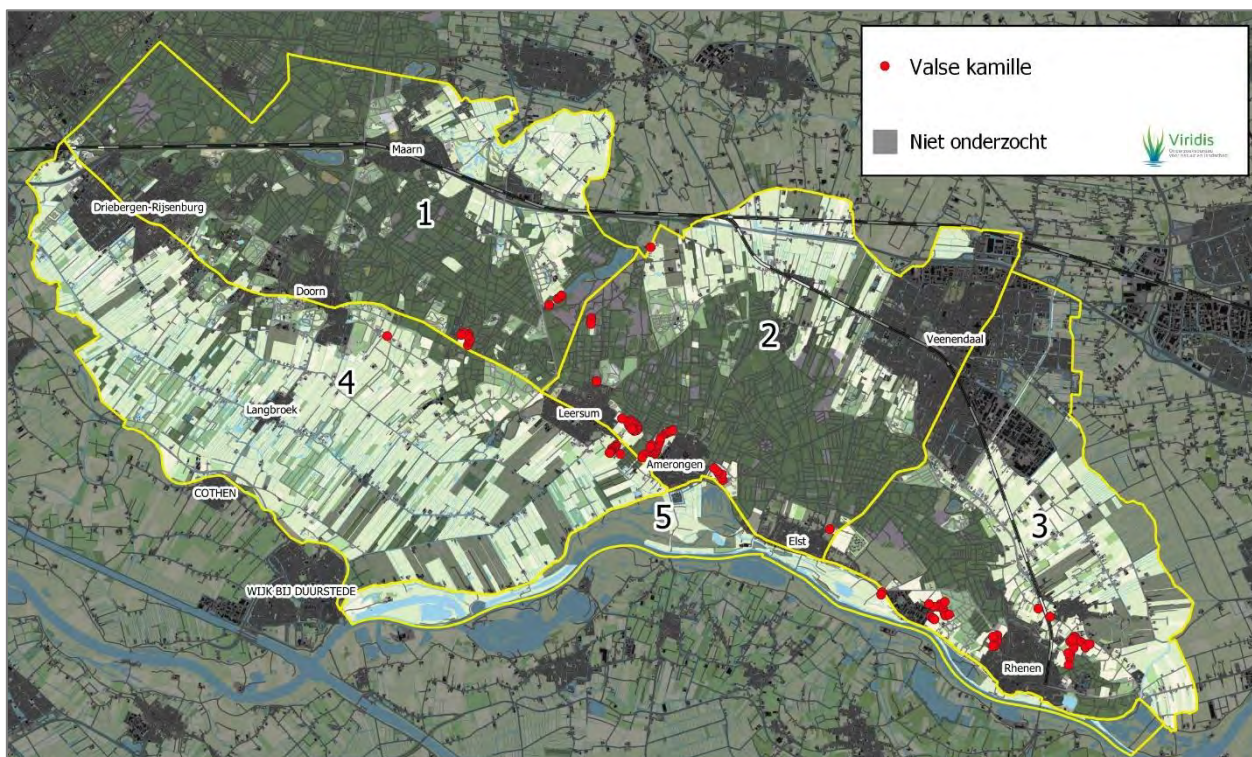 Valse kamille
Niet onderzocht
Viridis
Maarn
1
Driebergen-Rijsenburg
Doorn
2
Veenendaal
4
Langbroek
Leersum
Amerongen
COTHEN
5
Elst
3
WIJK BIJ DUURSTEDE
Rhenen